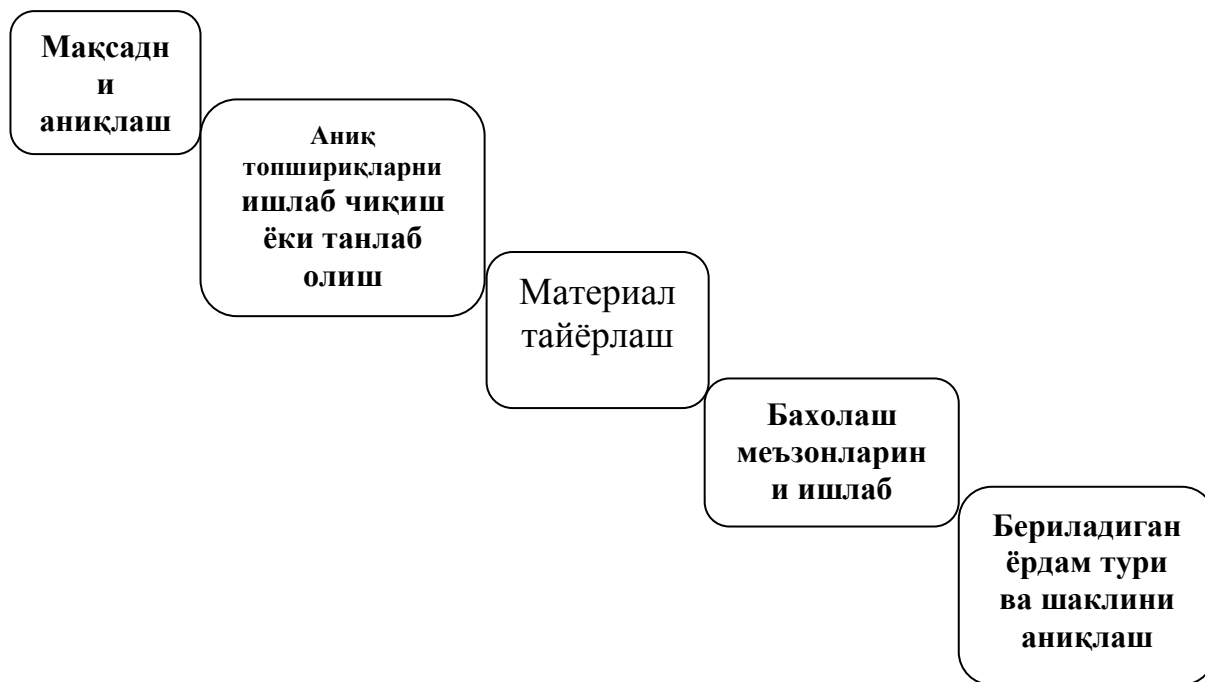 Мақсадн
и
аниқлаш
Аниқ
топшириқларни
ишлаб чиқиш
ёки танлаб
олиш
Материал
тайёрлаш
Бахолаш
меъзонларин
и ишлаб
Бериладиган
ёрдам тури
ва шаклини
аниқлаш